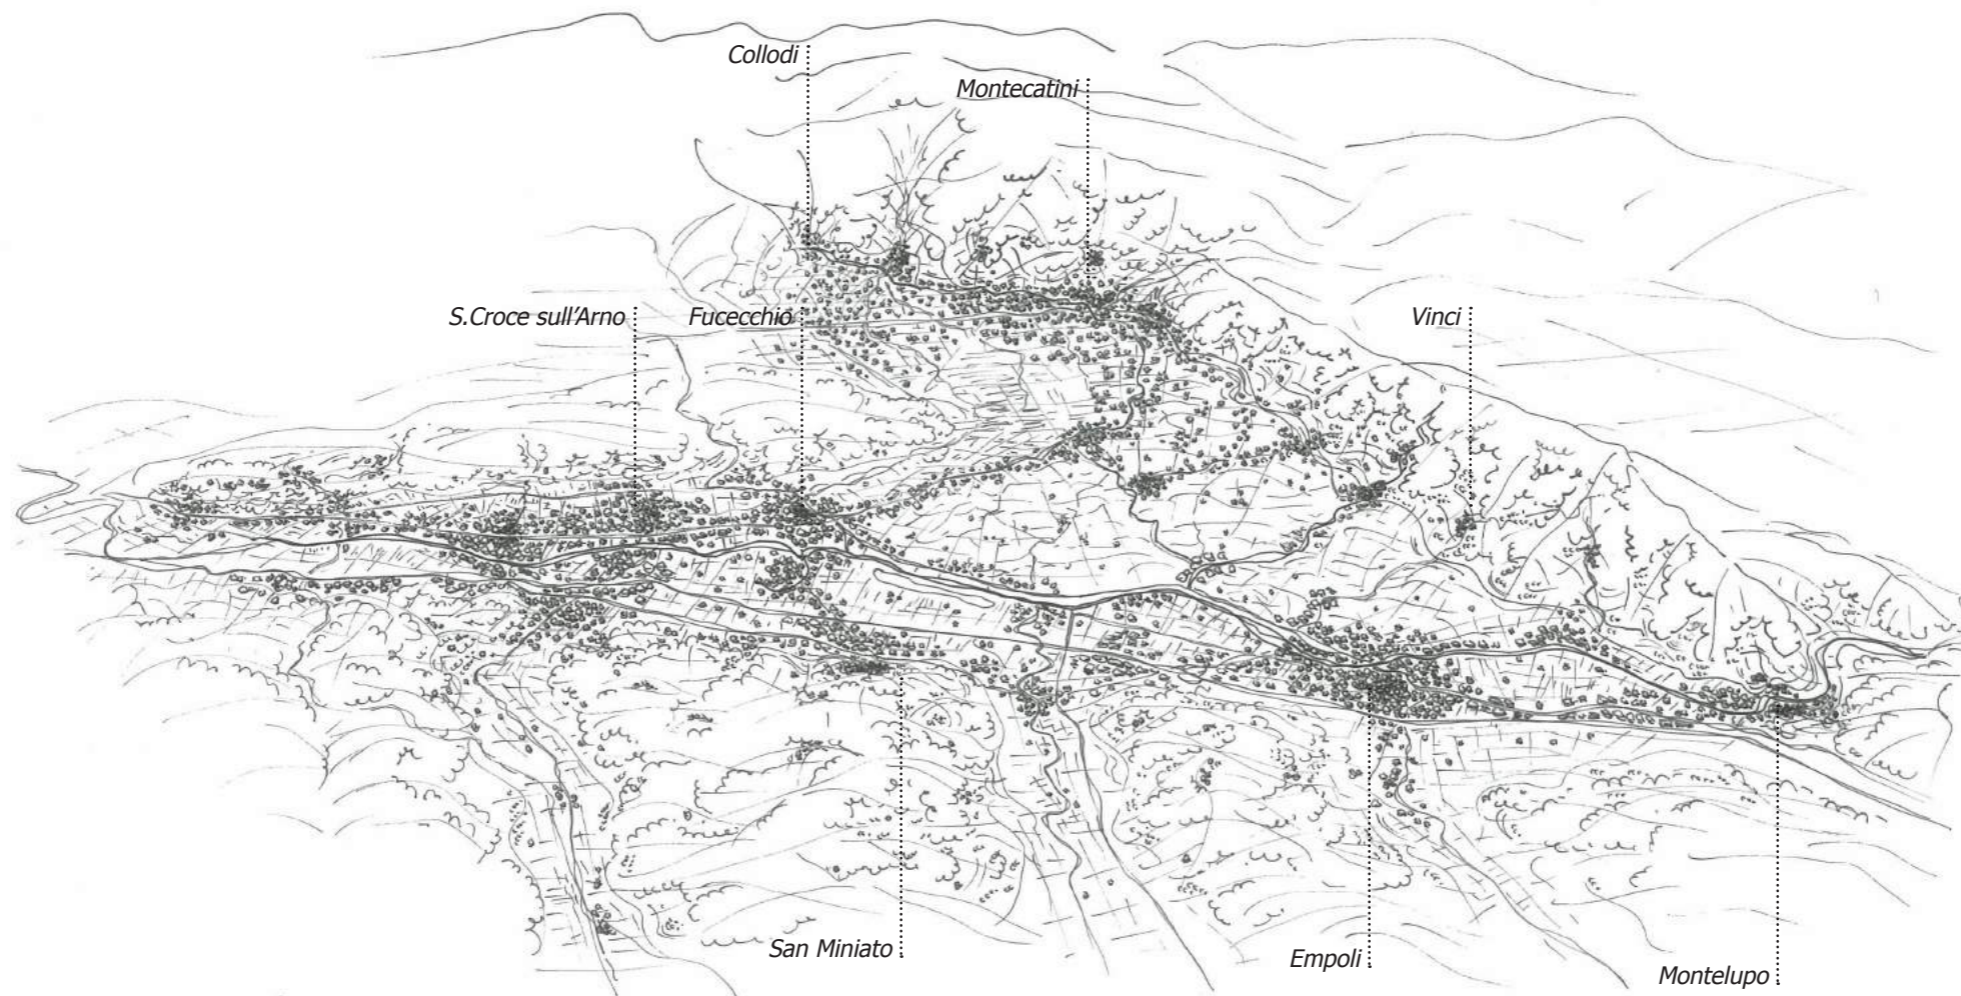 Collodi
Montecatini
S.Croce sull'Arno
Fucecchio
Vinci
San Miniato
Empoli
Montelupo